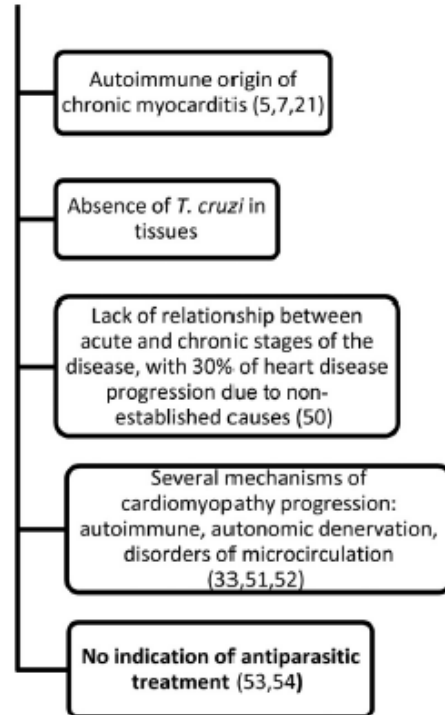 Autoimmune origin of
chronic myocarditis (5,7,21)
Absence of T. cruzi in
tissues
Lack of relationship between
acute and chronic stages of the
disease, with 30% of heart disease
progression due to non-
established causes (50)
Several mechanisms of
cardiomyopathy progression:
autoimmune, autonomic denervation,
disorders of microcirculation
(33,51,52)
No indication of antiparasitic
treatment (53,54)